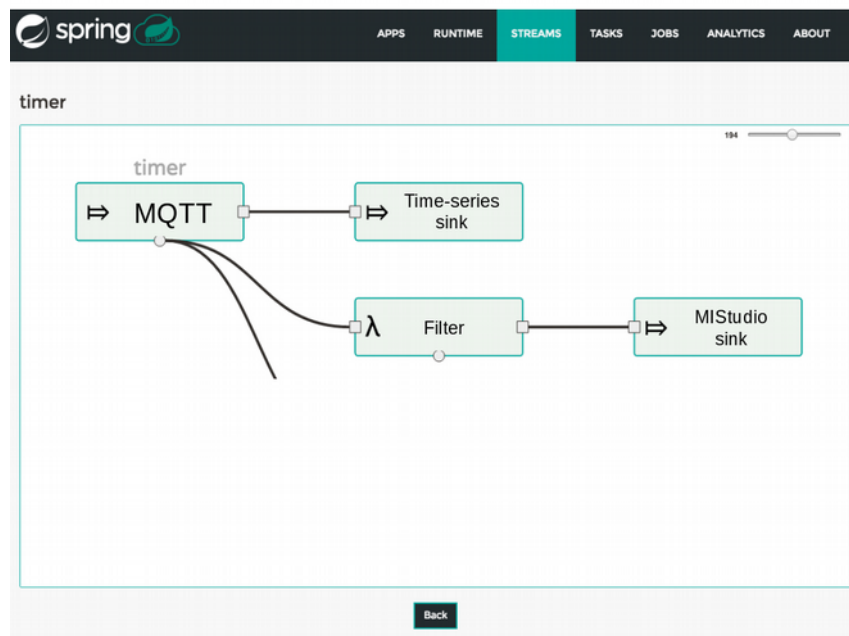 spring
APPS RUNTIME STREAMS TASKS JOBS ANALYTICS ABOUT
timer
194
timer
MQTT
Time-series
sink
λ
Filter
MIStudio
sink
Back